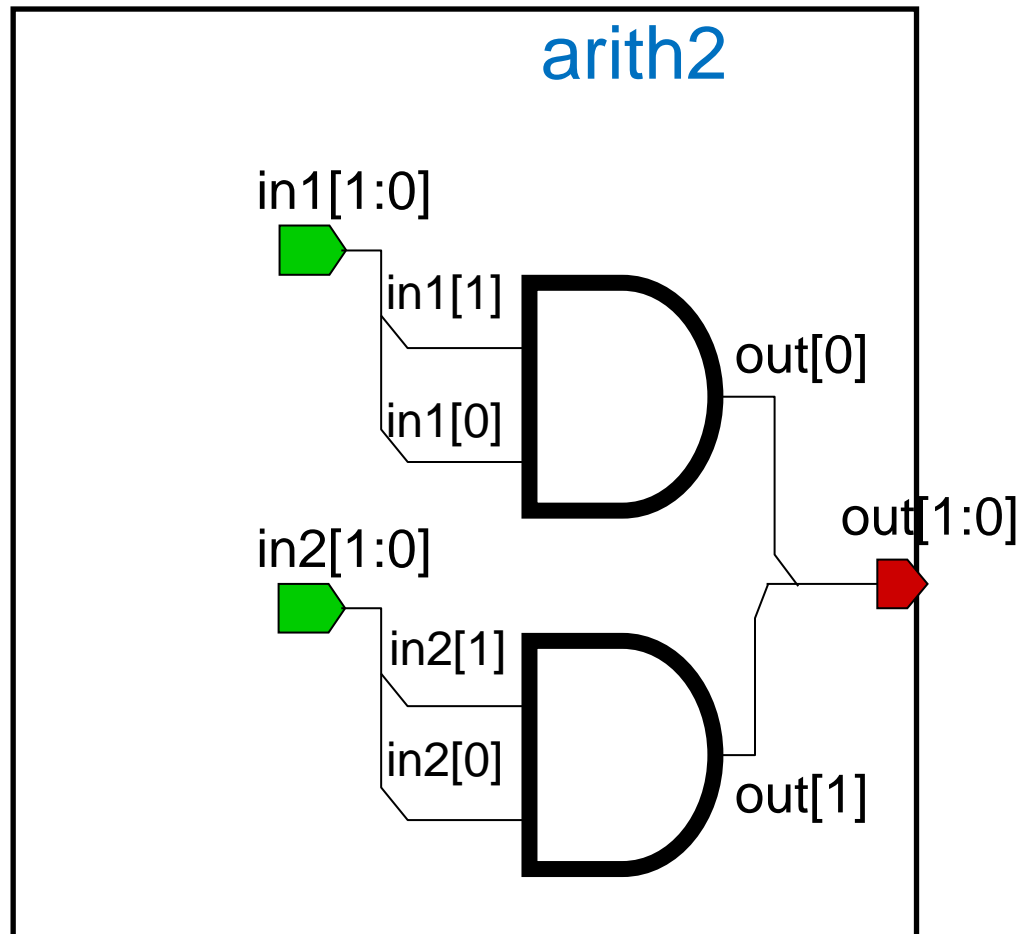 arith2
in1[1:0]
in1[1]
out[0]
in1[0]
out[1:0]
in2[1:0]
in2[1]
in2[0]
out[1]